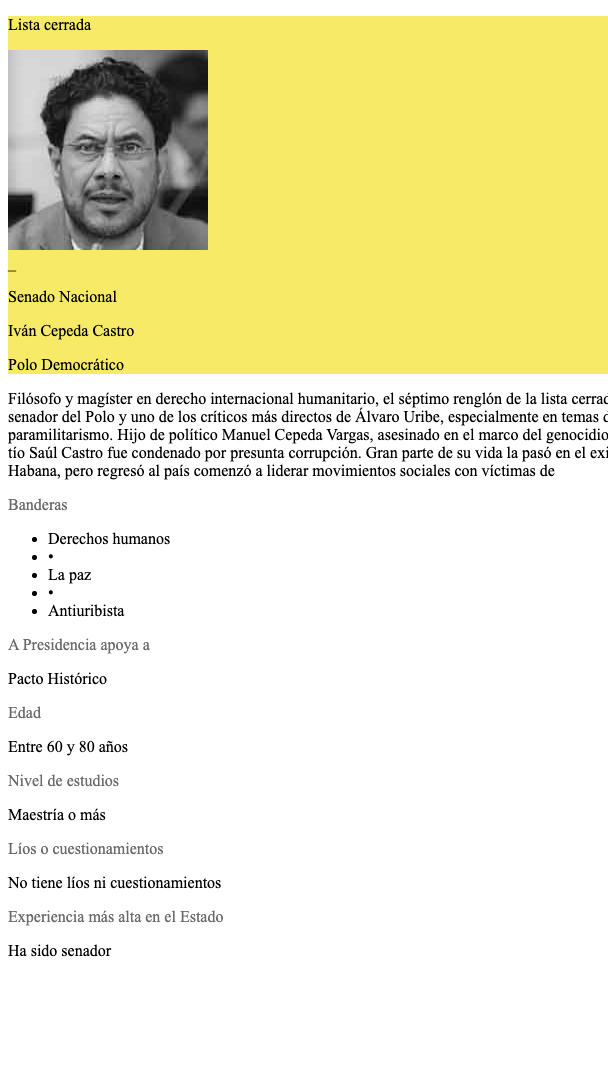 Lista cerrada
_
Senado Nacional
Iván Cepeda Castro
Polo Democrático
Filósofo y magíster en derecho internacional humanitario, el séptimo renglón de la lista cerrad
senador del Polo y uno de los críticos más directos de Álvaro Uribe, especialmente en temas d
paramilitarismo. Hijo de político Manuel Cepeda Vargas, asesinado en el marco del genocidio
tío Saúl Castro fue condenado por presunta corrupción. Gran parte de su vida la pasó en el exi
Habana, pero regresó al país comenzó a liderar movimientos sociales con víctimas de
Banderas
• Derechos humanos
• •
• La paz
• •
• Antiuribista
A Presidencia apoya a
Pacto Histórico
Edad
Entre 60 y 80 años
Nivel de estudios
Maestría o más
Líos o cuestionamientos
No tiene líos ni cuestionamientos
Experiencia más alta en el Estado
Ha sido senador